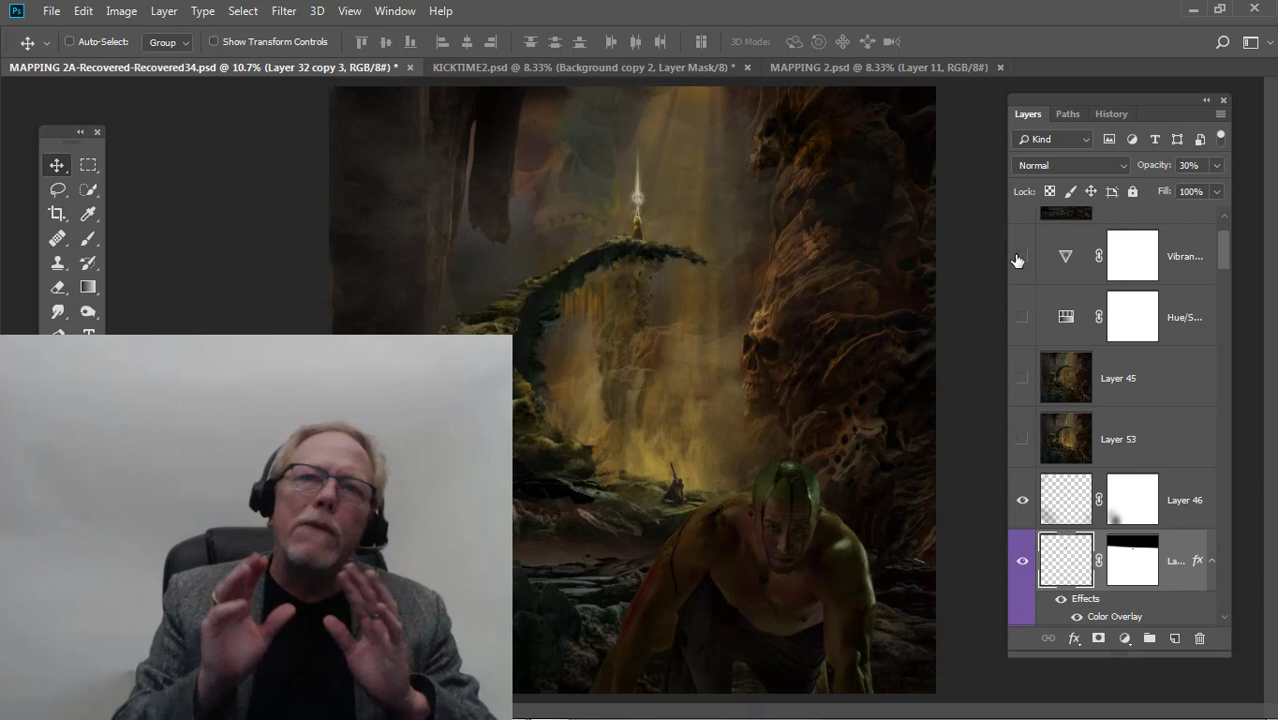 Ps File Edit Image Layer Type Select Filter 3D View Window Help
Auto-Select: Group Show Transform Controls 3D Mode:
MAPPING 2A-Recovered-Recovered34.psd @ 10.7% (Layer 32 copy 3, RGB/8#) * × KICKTIME2.psd @ 8.33% (Background copy 2, Layer Mask/8) * × MAPPING 2.psd @ 8.33% (Layer 11, RGB/8#) ×
Layers Paths History
Kind
Normal Opacity: 30%
Lock: Fill: 100%
Vibran...
Hue/S...
Layer 45
Layer 53
Layer 46
La... fx
Effects
Color Overlay
fx